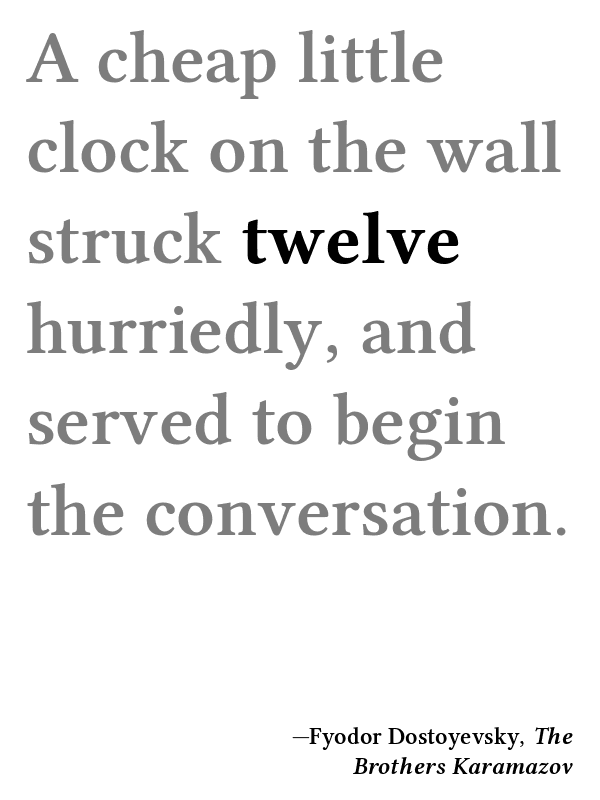 A cheap little
clock on the wall
struck twelve
hurriedly, and
served to begin
the conversation.
—Fyodor Dostoyevsky, The
Brothers Karamazov